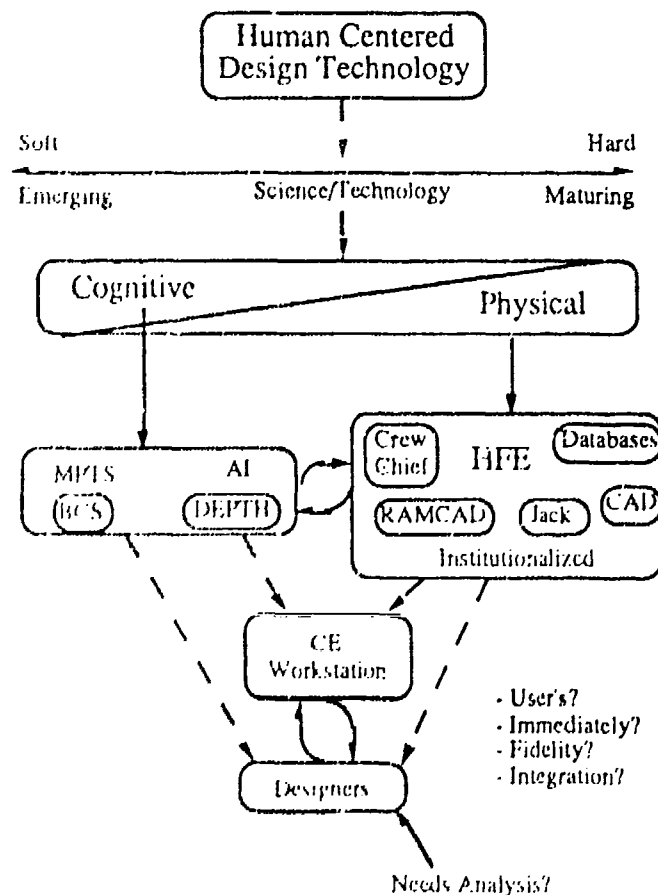 Human Centered
Design Technology
Soft
Hard
Emerging
Science/Technology
Maturing
Cognitive
Physical
MPTS
AI
BCS
DEPTH
Crew
Chief
HFE
Databases
RAMCAD
Jack
CAD
Institutionalized
CE
Workstation
- User's?
- Immediately?
- Fidelity?
- Integration?
Designers
Needs Analysis?